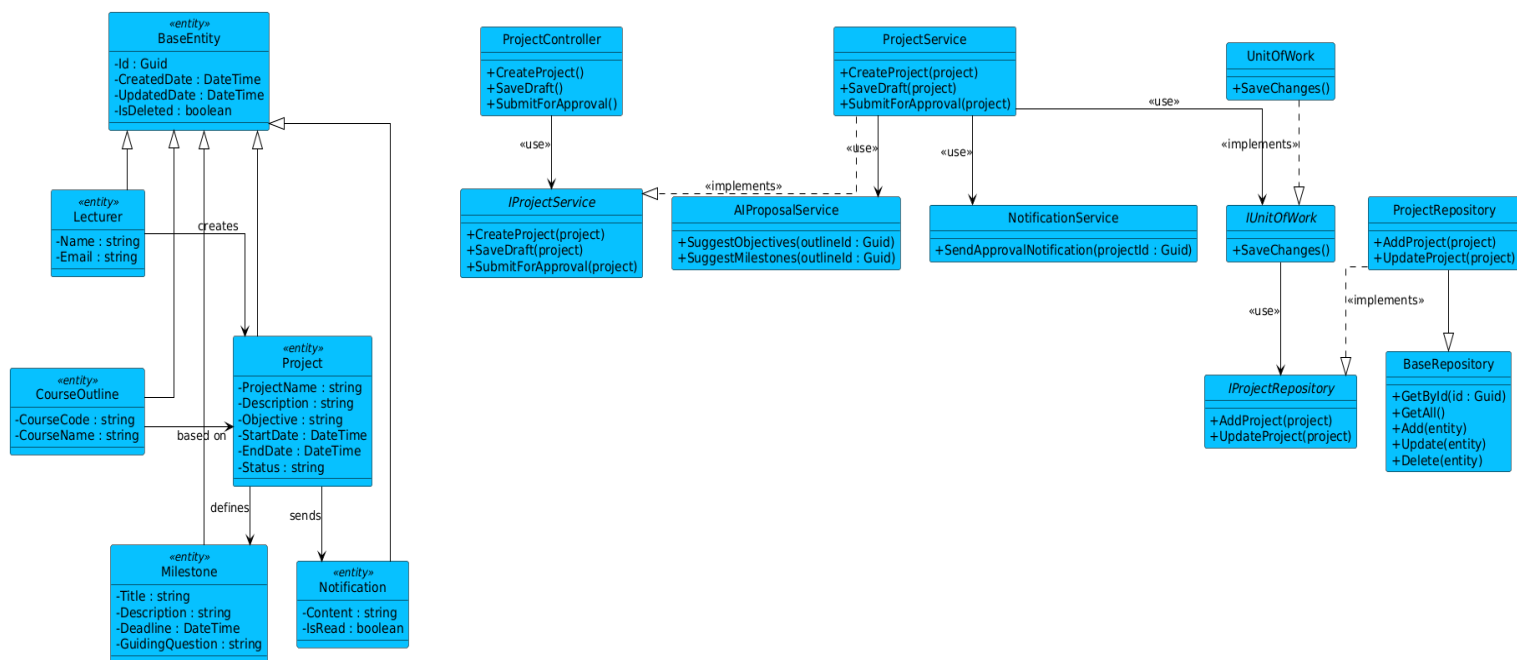 «entity»
BaseEntity
-Id : Guid
-CreatedDate : DateTime
-UpdatedDate : DateTime
-IsDeleted : boolean
«entity»
Lecturer
-Name : string
-Email : string
creates
«entity»
CourseOutline
-CourseCode : string
-CourseName : string
based on
«entity»
Project
-ProjectName : string
-Description : string
-Objective : string
-StartDate : DateTime
-EndDate : DateTime
-Status : string
defines
sends
«entity»
Milestone
-Title : string
-Description : string
-Deadline : DateTime
-GuidingQuestion : string
«entity»
Notification
-Content : string
-IsRead : boolean
ProjectController
+CreateProject()
+SaveDraft()
+SubmitForApproval()
«use»
IProjectService
+CreateProject(project)
+SaveDraft(project)
+SubmitForApproval(project)
«implements»
ProjectService
+CreateProject(project)
+SaveDraft(project)
+SubmitForApproval(project)
«use»
«use»
«use»
AIProposalService
+SuggestObjectives(outlineId : Guid)
+SuggestMilestones(outlineId : Guid)
NotificationService
+SendApprovalNotification(projectId : Guid)
UnitOfWork
+SaveChanges()
«implements»
IUnitOfWork
+SaveChanges()
«use»
ProjectRepository
+AddProject(project)
+UpdateProject(project)
«implements»
IProjectRepository
+AddProject(project)
+UpdateProject(project)
BaseRepository
+GetById(id : Guid)
+GetAll()
+Add(entity)
+Update(entity)
+Delete(entity)